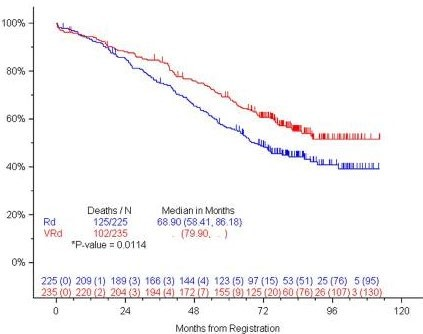 100%
80%
60%
40%
20%
0%
Deaths / N Median in Months
Rd 125/225 68.90 (58.41, 86.18)
VRd 102/235 . (79.90, . )
*P-value = 0.0114
225 (0) 209 (1) 189 (3) 166 (3) 144 (4) 123 (5) 97 (15) 53 (51) 25 (76) 5 (95)
235 (0) 220 (2) 204 (3) 194 (4) 172 (7) 155 (9) 125 (20) 60 (76) 26 (107) 3 (130)
0 24 48 72 96 120
Months from Registration